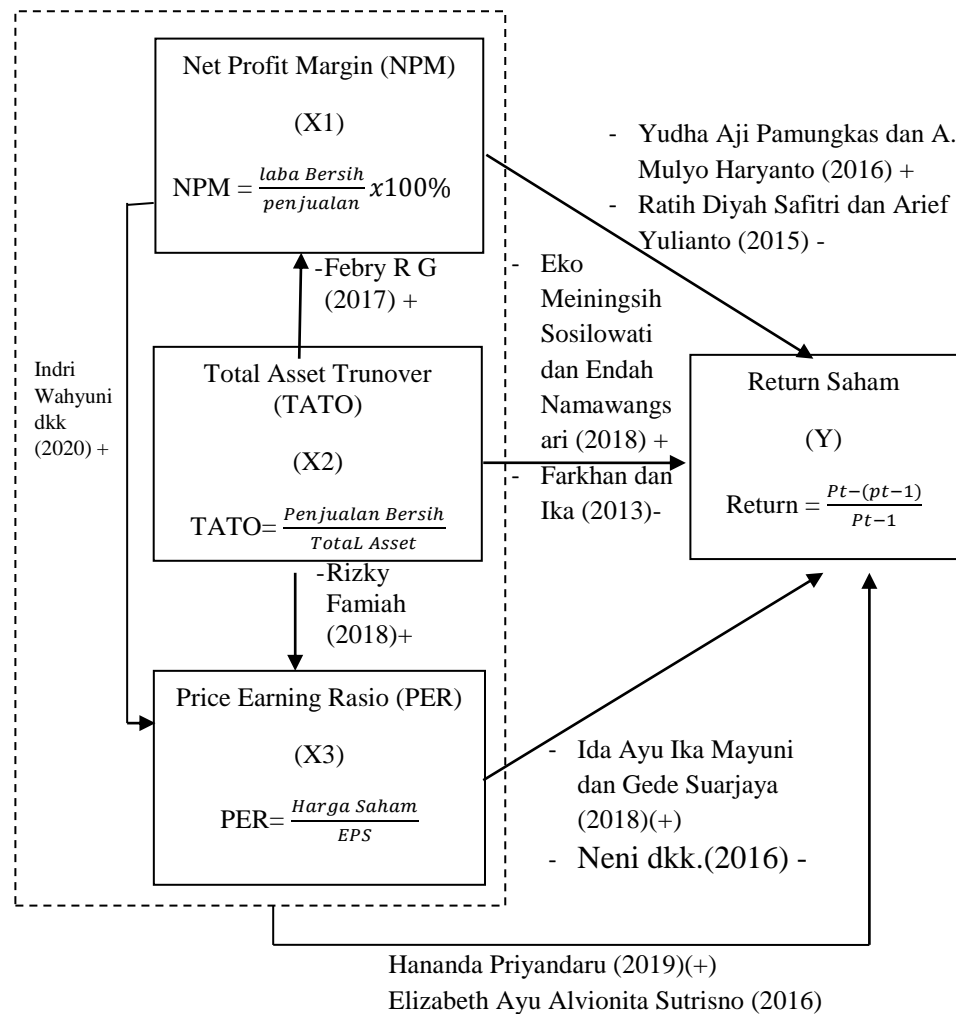 Net Profit Margin (NPM)
(X1)
NPM = laba Bersih / penjualan x100%
- Yudha Aji Pamungkas dan A.
Mulyo Haryanto (2016) +
- Ratih Diyah Safitri dan Arief
Yulianto (2015) -
-Febry R G
(2017) +
- Eko
Meiningsih
Sosilowati
dan Endah
Namawangs
ari (2018) +
- Farkhan dan
Ika (2013)-
Indri
Wahyuni
dkk
(2020) +
Total Asset Trunover
(TATO)
(X2)
TATO= Penjualan Bersih / TotaL Asset
Return Saham
(Y)
Return = Pt−(pt−1) / Pt−1
-Rizky
Famiah
(2018)+
Price Earning Rasio (PER)
(X3)
PER= Harga Saham / EPS
- Ida Ayu Ika Mayuni
dan Gede Suarjaya
(2018)(+)
- Neni dkk.(2016) -
Hananda Priyandaru (2019)(+)
Elizabeth Ayu Alvionita Sutrisno (2016)